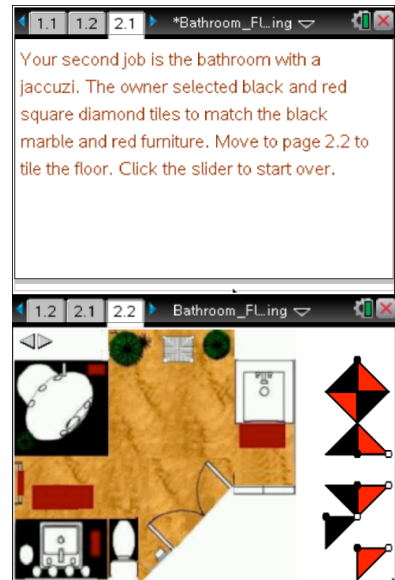 1.1 1.2 2.1 *Bathroom_Fl...ing
Your second job is the bathroom with a
jaccuzi. The owner selected black and red
square diamond tiles to match the black
marble and red furniture. Move to page 2.2 to
tile the floor. Click the slider to start over.
1.2 2.1 2.2 Bathroom_Fl...ing